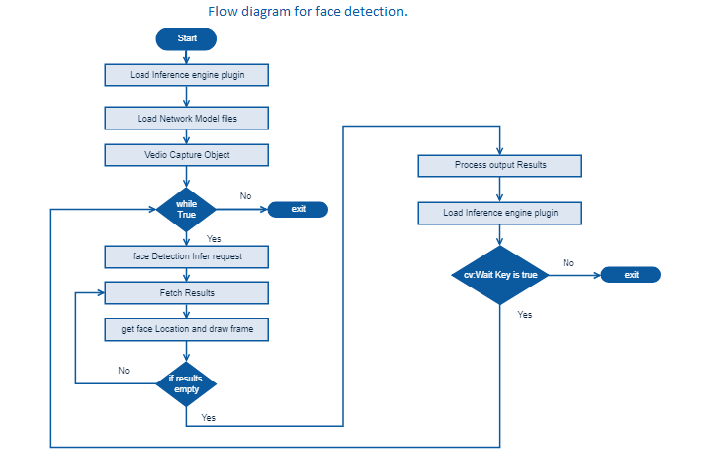 Flow diagram for face detection.
Start
Load Inference engine plugin
Load Network Model files
Vedio Capture Object
while
True
No
exit
Yes
face Detection Infer request
Fetch Results
get face Location and draw frame
if results
empty
No
Yes
Process output Results
Load Inference engine plugin
cv:Wait Key is true
No
exit
Yes